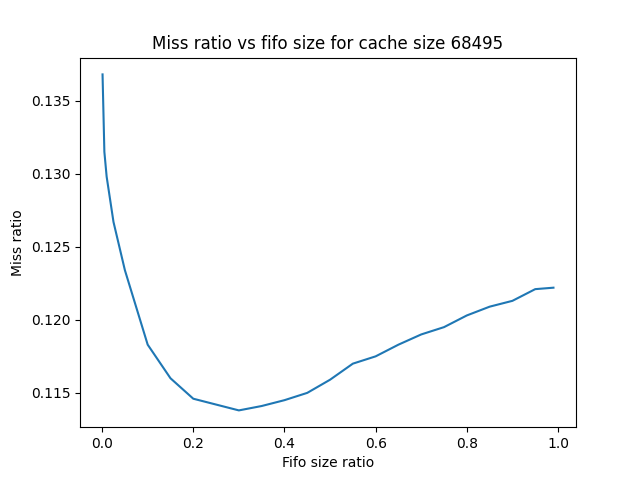 Miss ratio vs fifo size for cache size 68495
0.135
0.130
0.125
0.120
0.115
Miss ratio
0.0 0.2 0.4 0.6 0.8 1.0
Fifo size ratio